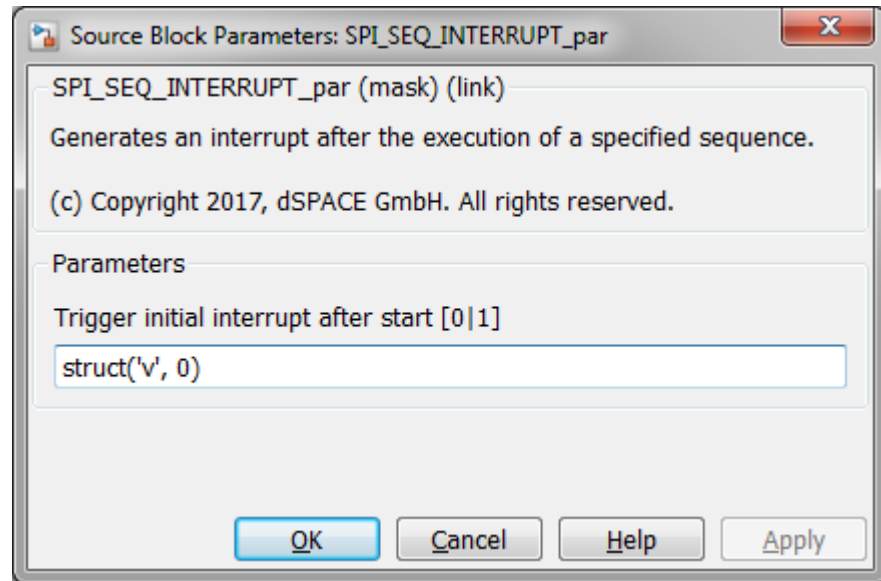 Source Block Parameters: SPI_SEQ_INTERRUPT_par
SPI_SEQ_INTERRUPT_par (mask) (link)
Generates an interrupt after the execution of a specified sequence.
(c) Copyright 2017, dSPACE GmbH. All rights reserved.
Parameters
Trigger initial interrupt after start [0|1]
struct('v', 0)
OK Cancel Help Apply